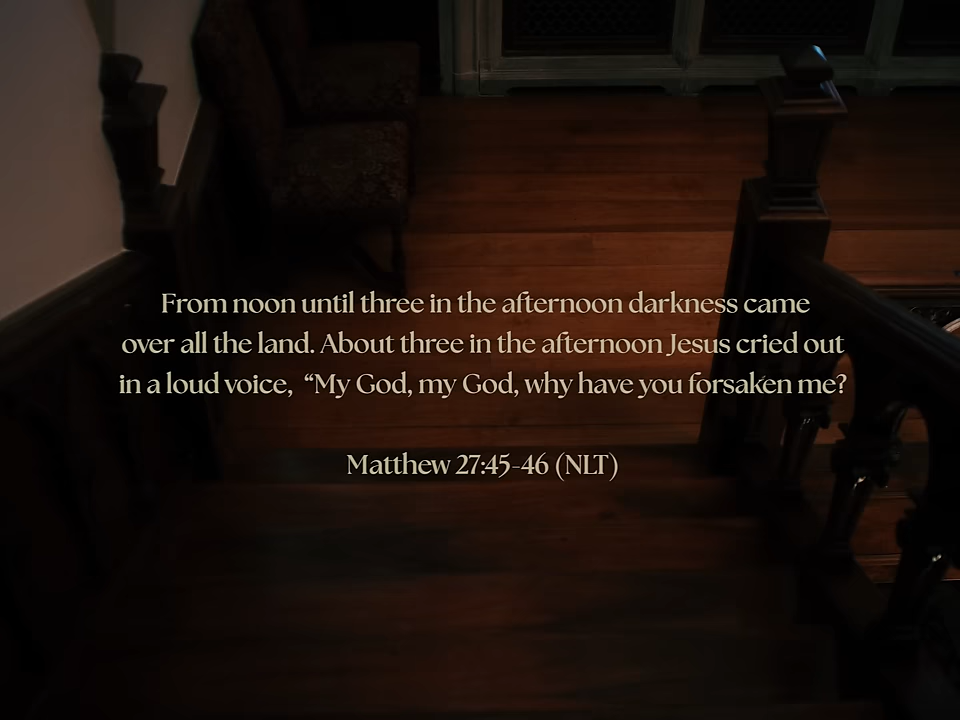 From noon until three in the afternoon darkness came
over all the land. About three in the afternoon Jesus cried out
in a loud voice, “My God, my God, why have you forsaken me?
Matthew 27:45-46 (NLT)